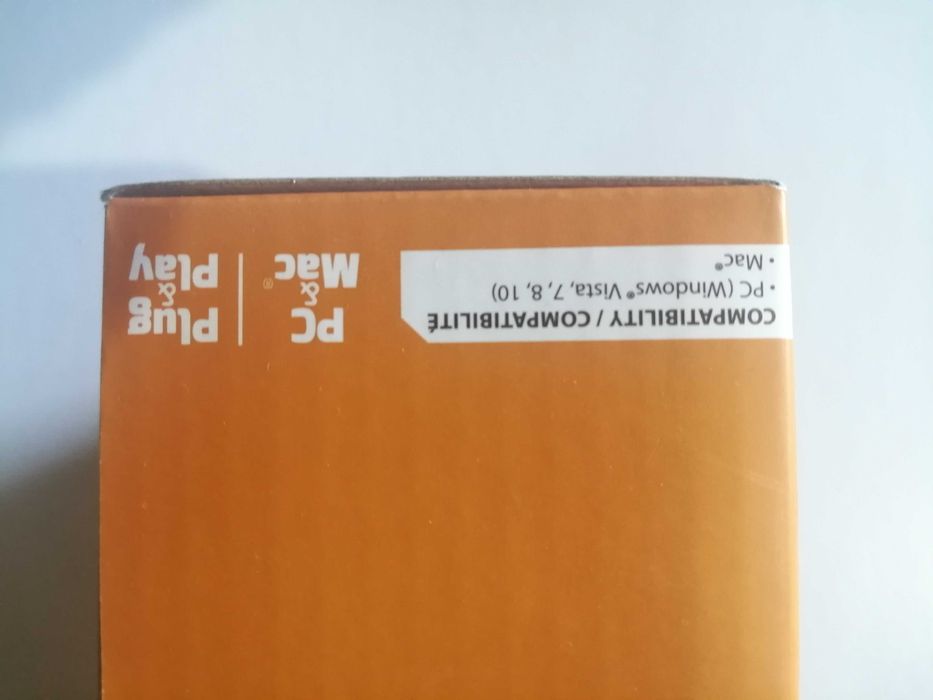 COMPATIBILITY / COMPATIBILITÉ
• PC (Windows® Vista, 7, 8, 10)
• Mac®
PC
&
Mac®
Plug
&
Play